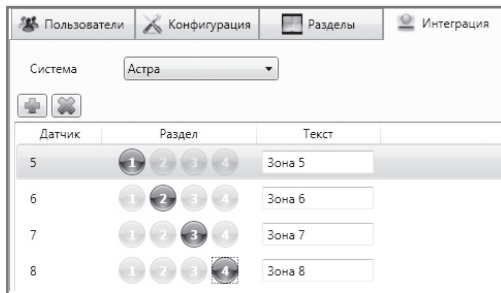 Пользователи Конфигурация Разделы Интеграция
Система Астра
Датчик Раздел Текст
5 1 2 3 4 Зона 5
6 1 2 3 4 Зона 6
7 1 2 3 4 Зона 7
8 1 2 3 4 Зона 8